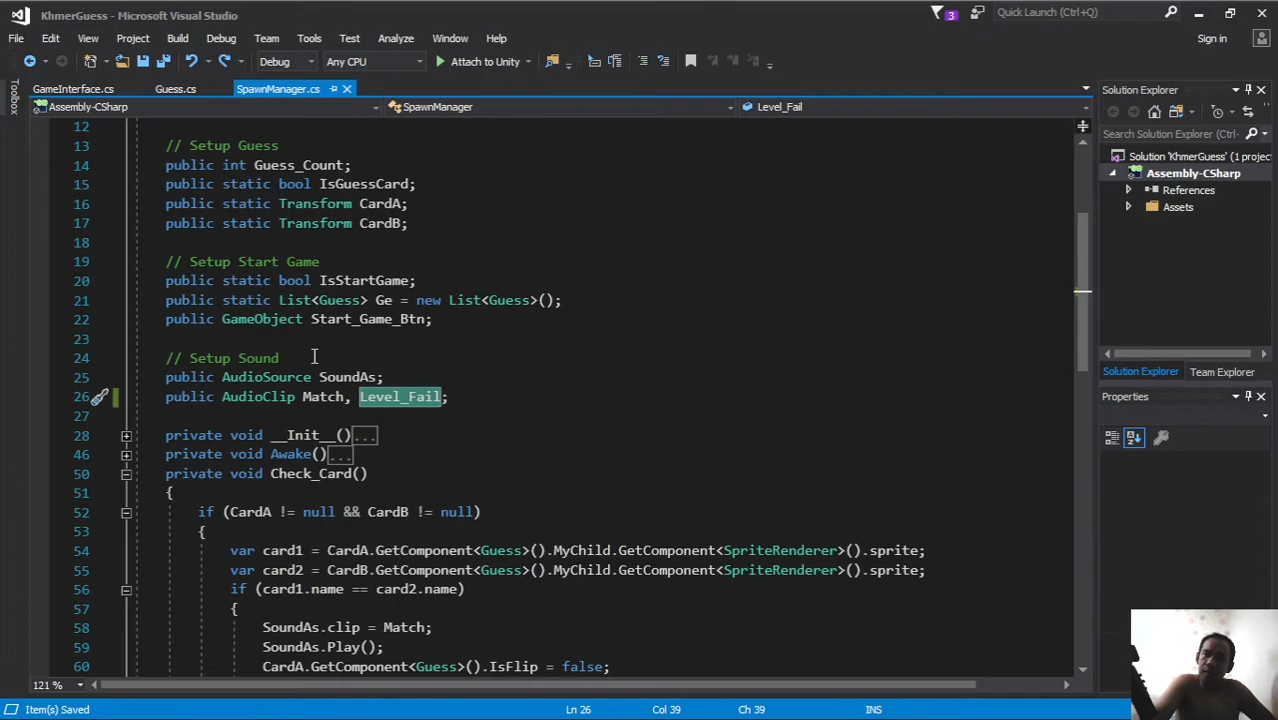 KhmerGuess - Microsoft Visual Studio
3
Quick Launch (Ctrl+Q)
File Edit View Project Build Debug Team Tools Test Analyze Window Help
Sign in
Debug Any CPU Attach to Unity
GameInterface.cs Guess.cs SpawnManager.cs
Toolbox
Assembly-CSharp SpawnManager Level_Fail
12
13 // Setup Guess
14 public int Guess_Count;
15 public static bool IsGuessCard;
16 public static Transform CardA;
17 public static Transform CardB;
18
19 // Setup Start Game
20 public static bool IsStartGame;
21 public static List<Guess> Ge = new List<Guess>();
22 public GameObject Start_Game_Btn;
23
24 // Setup Sound
25 public AudioSource SoundAs;
26 public AudioClip Match, Level_Fail;
27
28 private void __Init__()...
46 private void Awake()...
50 private void Check_Card()
51 {
52 if (CardA != null && CardB != null)
53 {
54 var card1 = CardA.GetComponent<Guess>().MyChild.GetComponent<SpriteRenderer>().sprite;
55 var card2 = CardB.GetComponent<Guess>().MyChild.GetComponent<SpriteRenderer>().sprite;
56 if (card1.name == card2.name)
57 {
58 SoundAs.clip = Match;
59 SoundAs.Play();
60 CardA.GetComponent<Guess>().IsFlip = false;
121 %
Solution Explorer
Search Solution Explorer (Ctrl+
Solution 'KhmerGuess' (1 projec
Assembly-CSharp
References
Assets
Solution Explorer Team Explorer
Properties
Item(s) Saved Ln 26 Col 39 Ch 39 INS